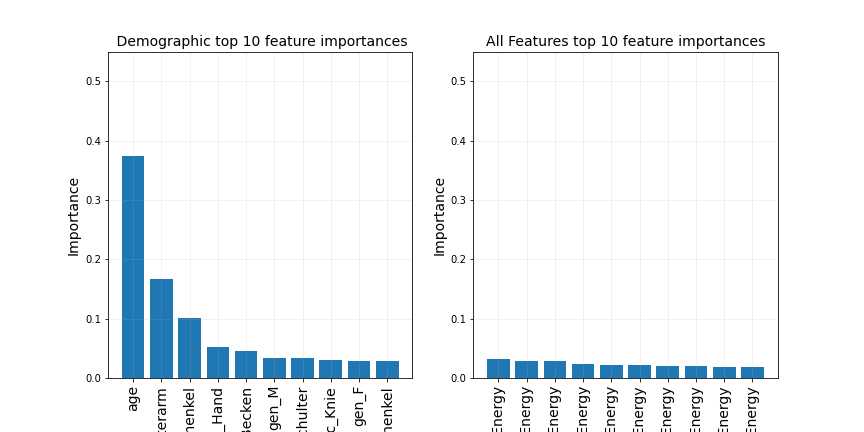 Demographic top 10 feature importances
All Features top 10 feature importances
Importance
0.5
0.4
0.3
0.2
0.1
0.0
age
terarm
henkel
_Hand
Becken
gen_M
chulter
c_Knie
gen_F
henkel
Importance
0.5
0.4
0.3
0.2
0.1
0.0
Energy
Energy
Energy
Energy
Energy
Energy
Energy
Energy
Energy
Energy